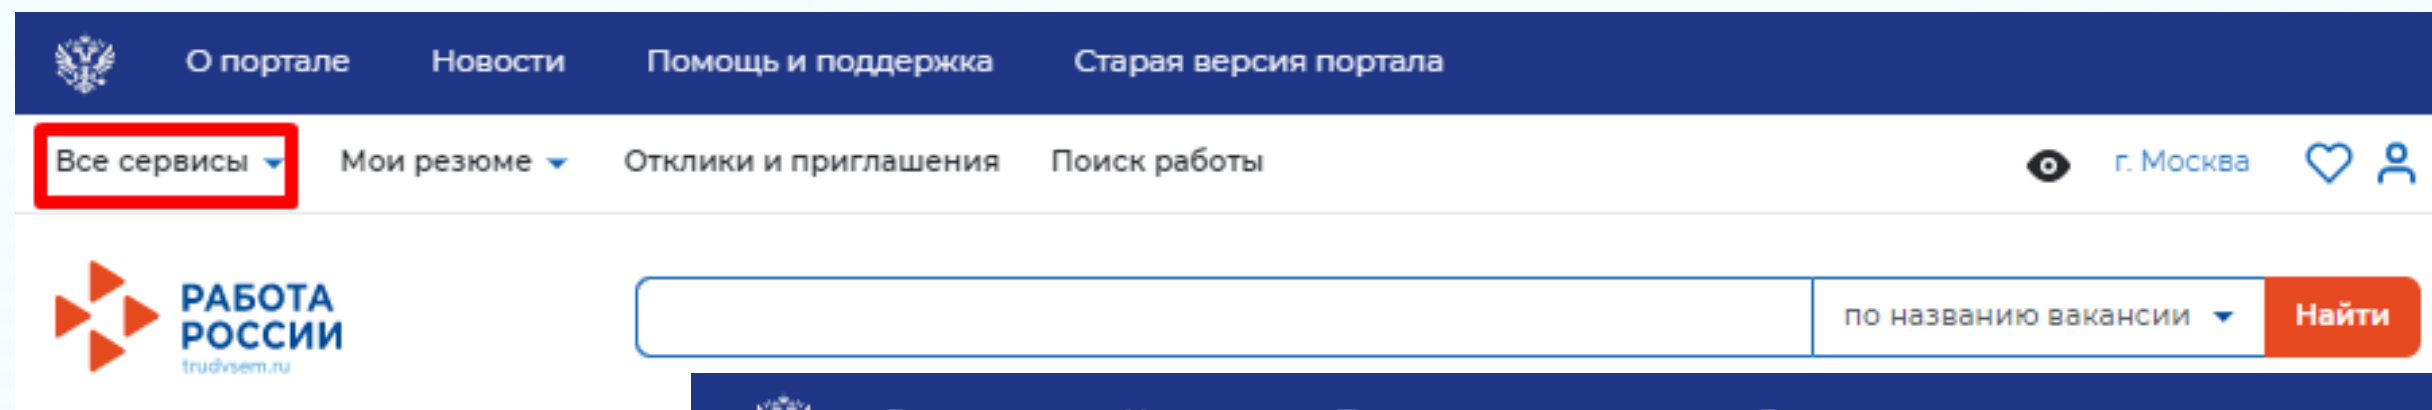 О портале Новости Помощь и поддержка Старая версия портала
Все сервисы Мои резюме Отклики и приглашения Поиск работы г. Москва
РАБОТА
РОССИИ
trudvsem.ru
по названию вакансии Найти